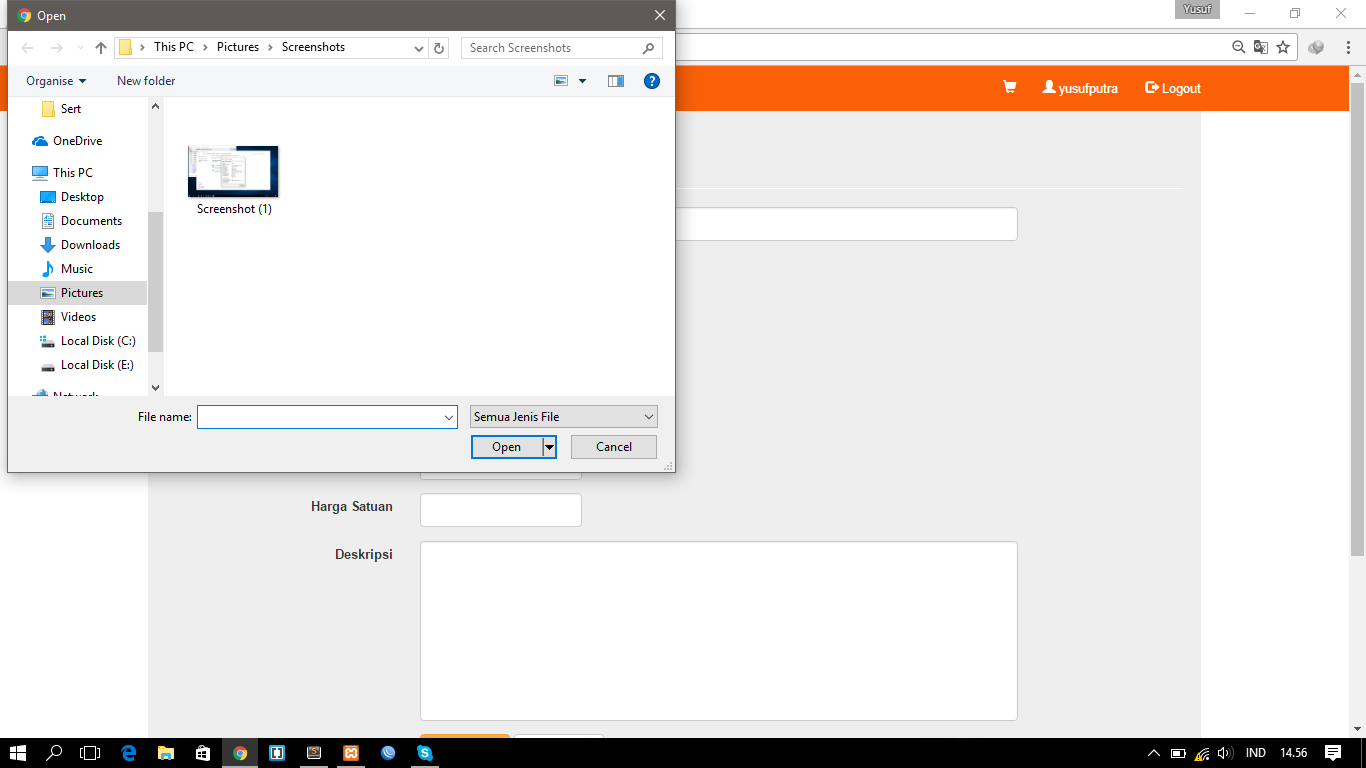 Open
Yusuf
This PC
Pictures
Screenshots
Search Screenshots
Organise
New folder
yusufputra
Logout
Sert
OneDrive
This PC
Desktop
Documents
Downloads
Music
Pictures
Videos
Local Disk (C:)
Local Disk (E:)
Network
Screenshot (1)
File name:
Semua Jenis File
Open
Cancel
Harga Satuan
Deskripsi
IND
14.56